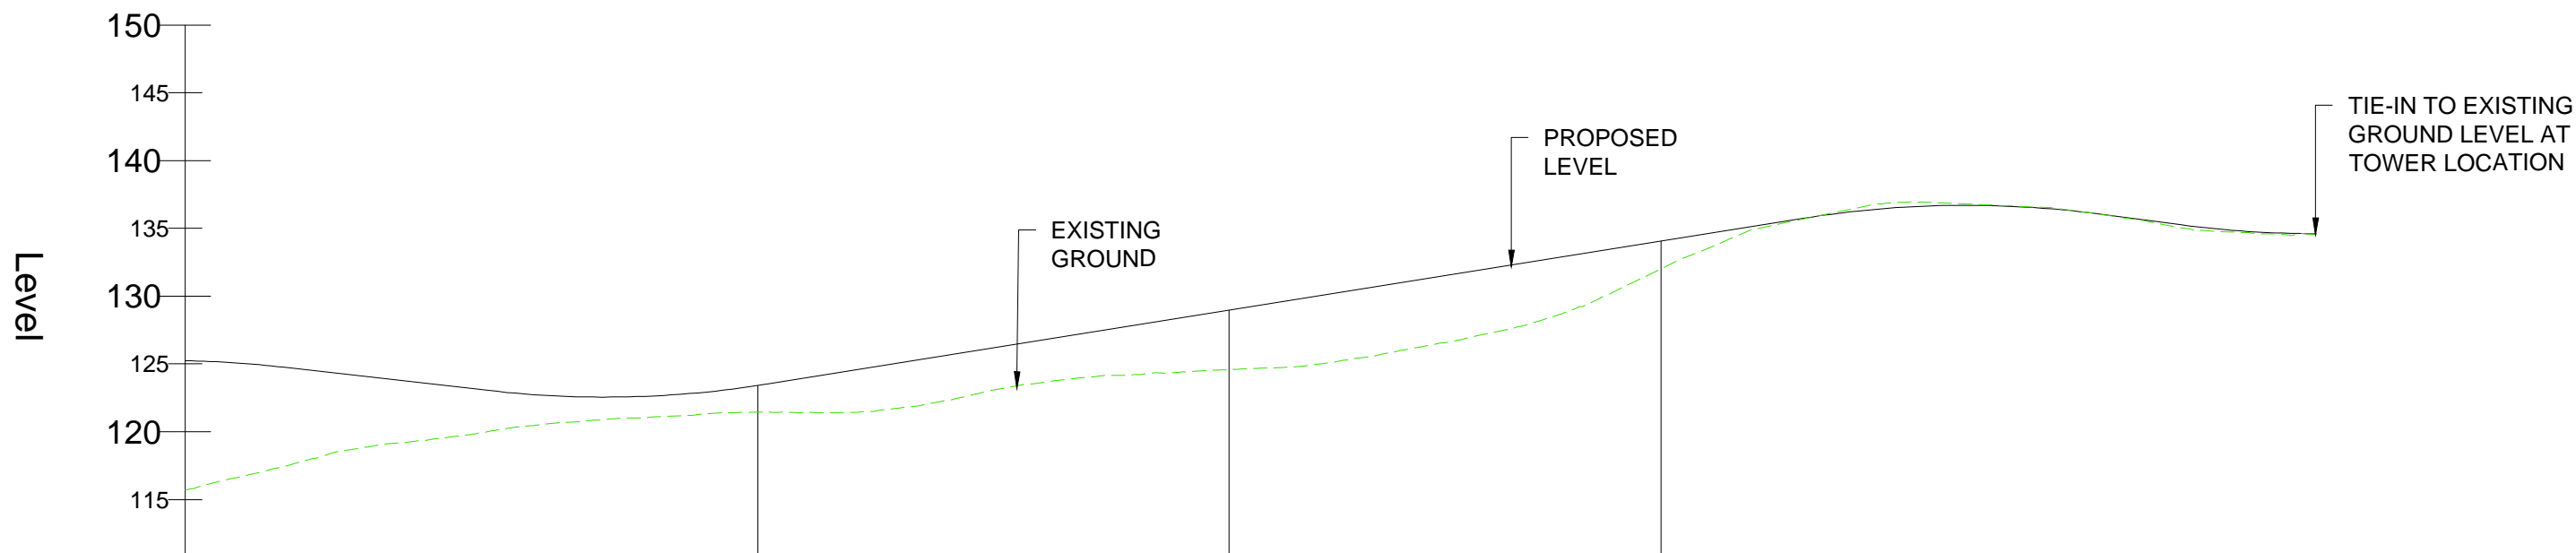 150
145
140
135
130
125
120
115
Level
EXISTING
GROUND
PROPOSED
LEVEL
TIE-IN TO EXISTING
GROUND LEVEL AT
TOWER LOCATION